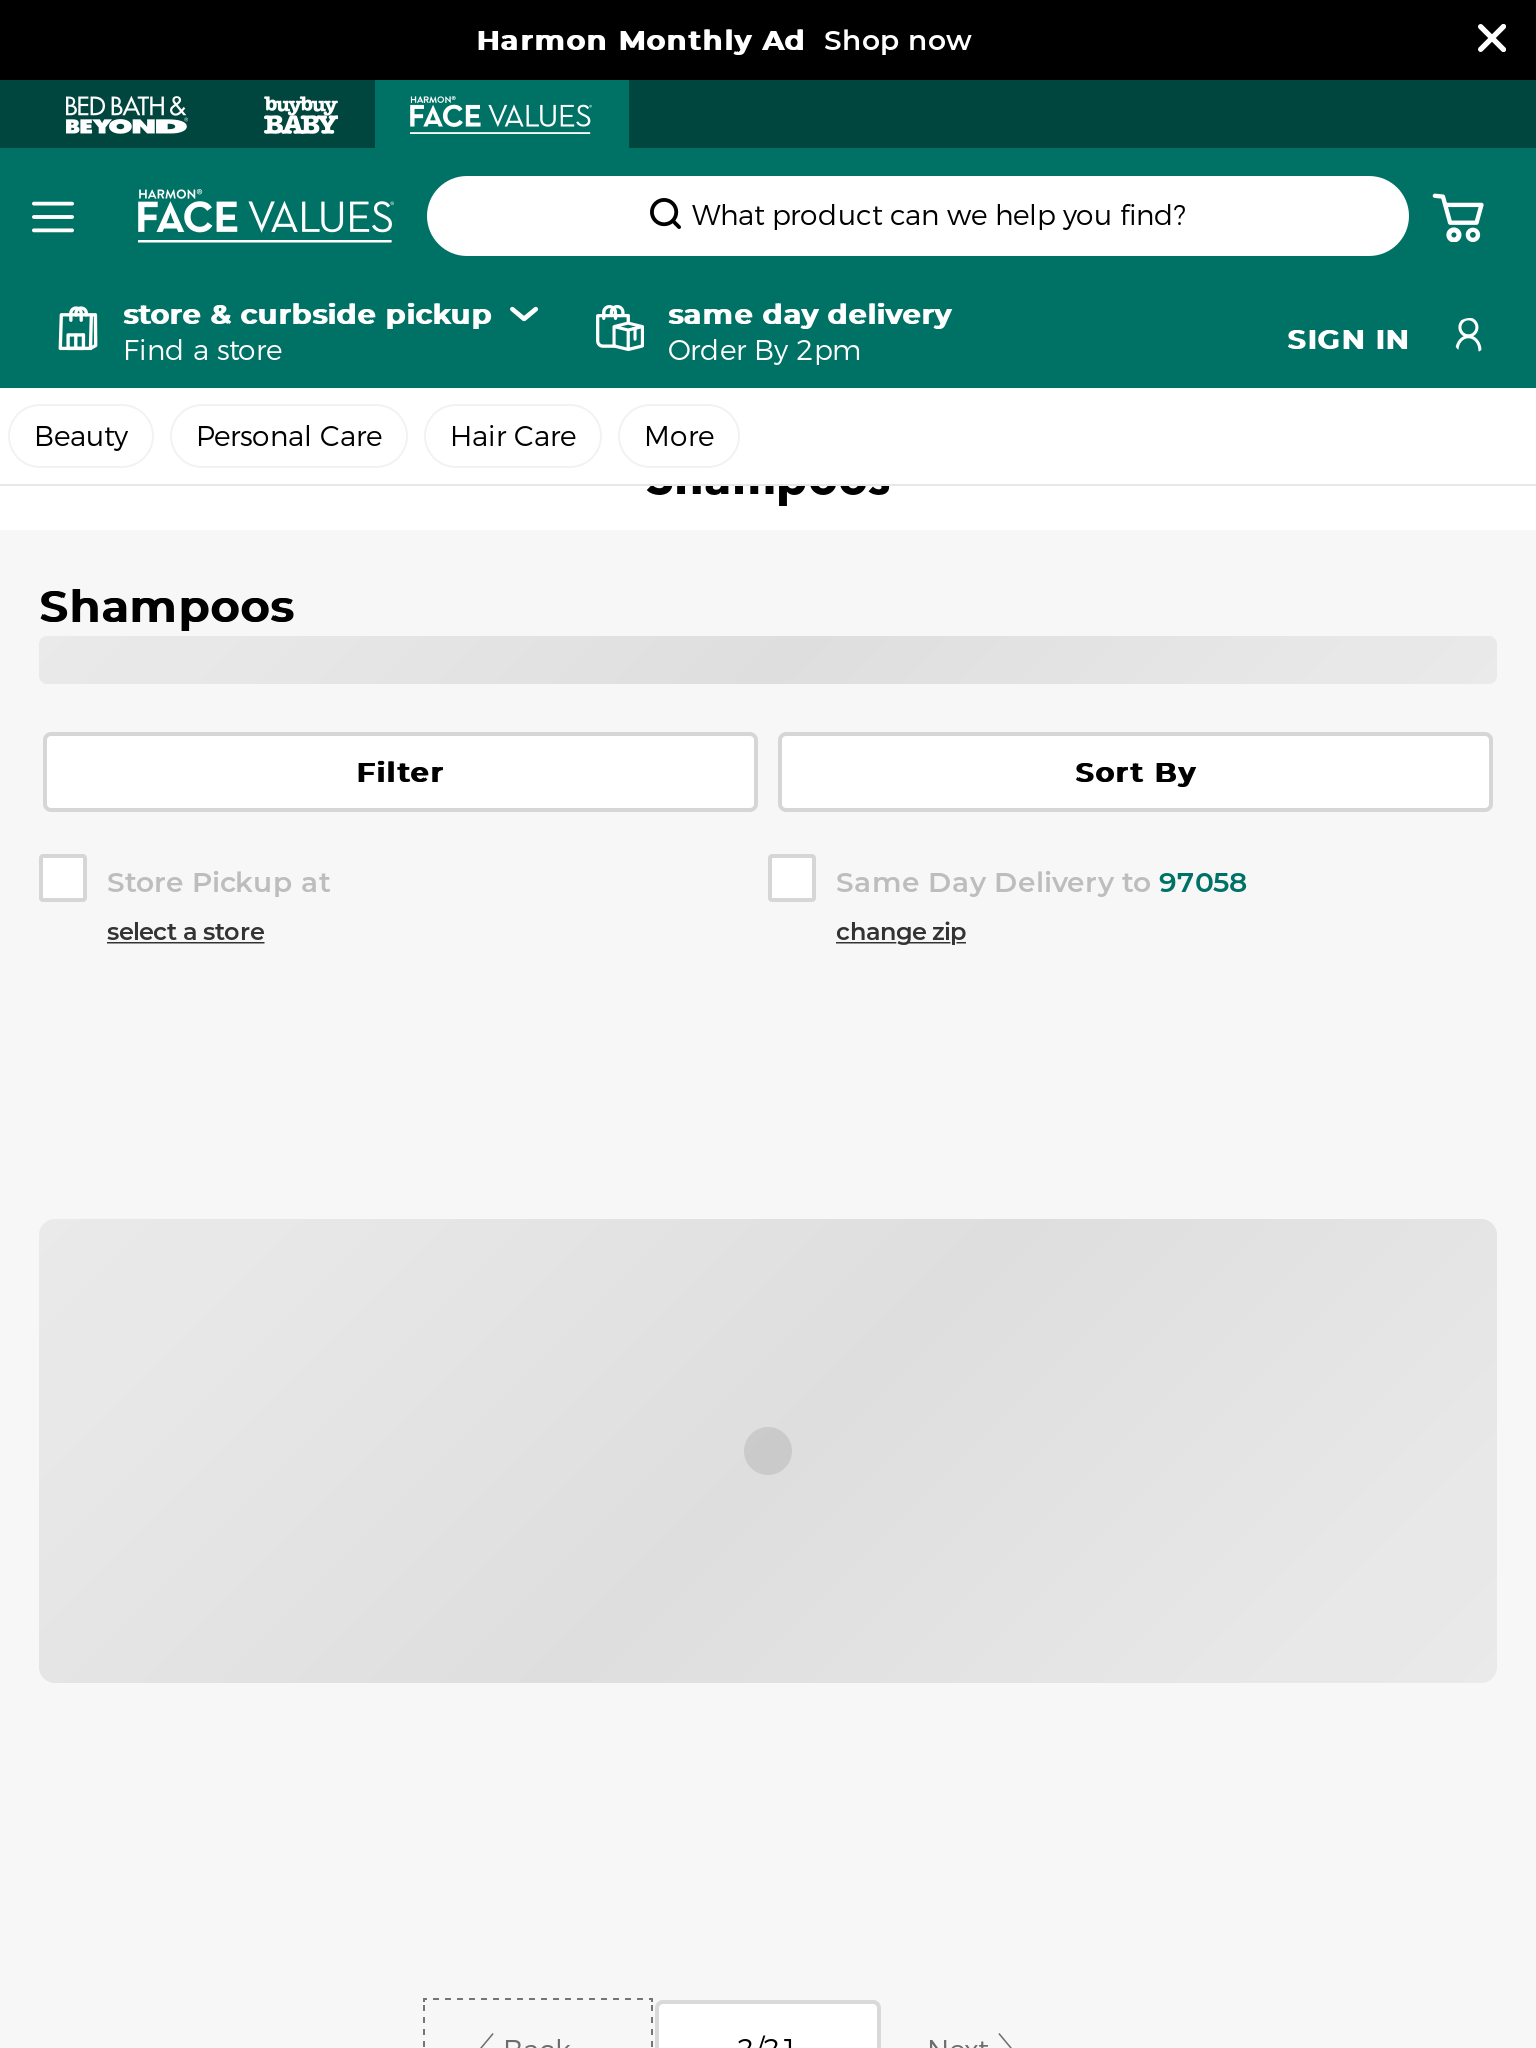 Harmon Monthly Ad Shop now
BED BATH &
BEYOND
buybuy
BABY
HARMON®
FACE VALUES
HARMON®
FACE VALUES
What product can we help you find?
store & curbside pickup
Find a store
same day delivery
Order By 2pm
SIGN IN
Beauty
Personal Care
Hair Care
More
Shampoos
Shampoos
Filter
Sort By
Store Pickup at
select a store
Same Day Delivery to 97058
change zip
Back
2/21
Next